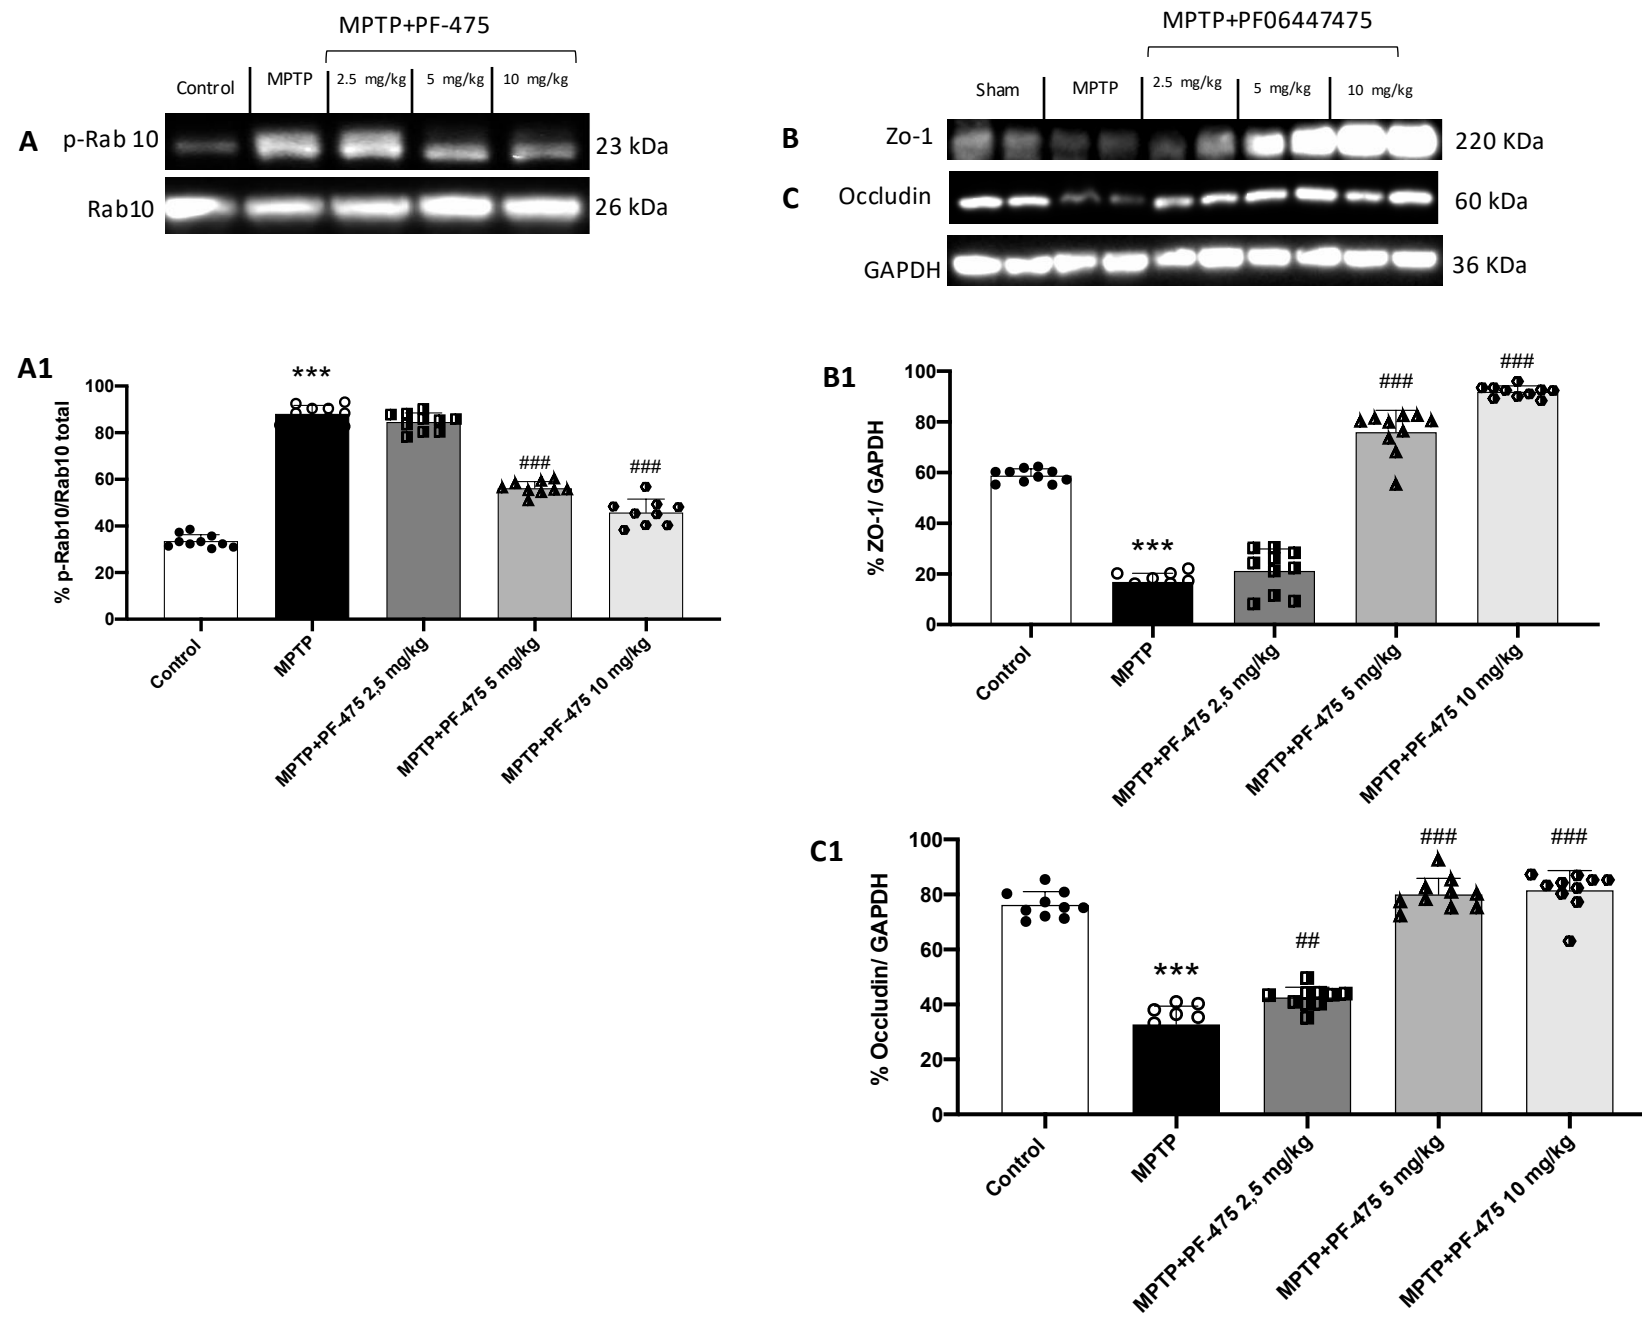 MPTP+PF-475
Control
MPTP
2.5 mg/kg
5 mg/kg
10 mg/kg
A
p-Rab 10
23 kDa
Rab10
26 kDa
MPTP+PF06447475
Sham
MPTP
2.5 mg/kg
5 mg/kg
10 mg/kg
B
Zo-1
220 KDa
C
Occludin
60 kDa
GAPDH
36 KDa
A1
% p-Rab10/Rab10 total
100
80
60
40
20
0
***
###
###
Control
MPTP
MPTP+PF-475 2,5 mg/kg
MPTP+PF-475 5 mg/kg
MPTP+PF-475 10 mg/kg
B1
% ZO-1/ GAPDH
100
80
60
40
20
0
***
###
###
Control
MPTP
MPTP+PF-475 2,5 mg/kg
MPTP+PF-475 5 mg/kg
MPTP+PF-475 10 mg/kg
C1
% Occludin/ GAPDH
100
80
60
40
20
0
***
##
###
###
Control
MPTP
MPTP+PF-475 2,5 mg/kg
MPTP+PF-475 5 mg/kg
MPTP+PF-475 10 mg/kg